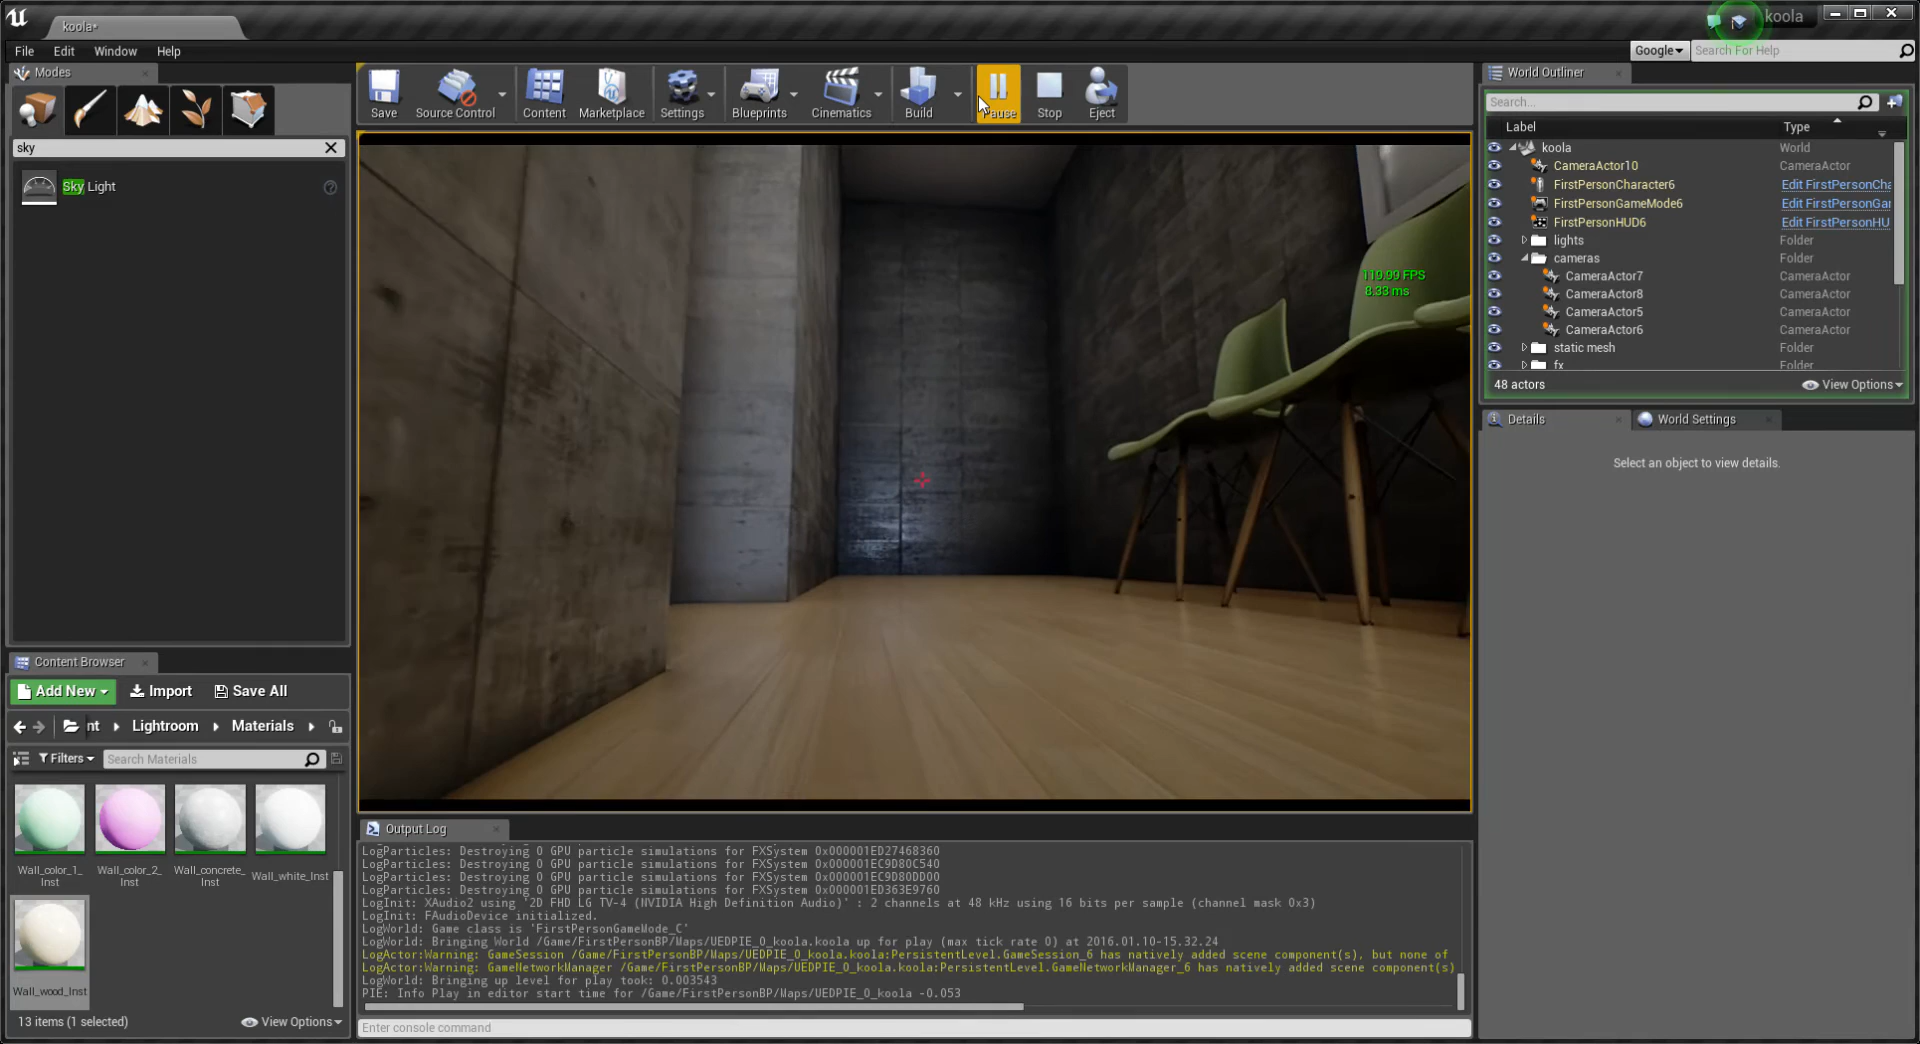 koola*
koola
File Edit Window Help
Google
Search For Help
Modes
sky
Sky Light
Save
Source Control
Content
Marketplace
Settings
Blueprints
Cinematics
Build
Pause
Stop
Eject
119.99 FPS
8.33 ms
World Outliner
Search...
Label Type
koola World
CameraActor10 CameraActor
FirstPersonCharacter6 Edit FirstPersonCha
FirstPersonGameMode6 Edit FirstPersonGa
FirstPersonHUD6 Edit FirstPersonHU
lights Folder
cameras Folder
CameraActor7 CameraActor
CameraActor8 CameraActor
CameraActor5 CameraActor
CameraActor6 CameraActor
static mesh Folder
fx Folder
48 actors View Options
Details World Settings
Select an object to view details.
Content Browser
Add New Import Save All
nt Lightroom Materials
Filters Search Materials
Wall_color_1_
Inst
Wall_color_2_
Inst
Wall_concrete_
Inst
Wall_white_Inst
Wall_wood_Inst
13 items (1 selected) View Options
Output Log
LogParticles: Destroying 0 GPU particle simulations for FXSystem 0x000001ED27468360
LogParticles: Destroying 0 GPU particle simulations for FXSystem 0x000001EC9D80C540
LogParticles: Destroying 0 GPU particle simulations for FXSystem 0x000001EC9D80DD00
LogParticles: Destroying 0 GPU particle simulations for FXSystem 0x000001ED363E9760
LogInit: XAudio2 using '2D FHD LG TV-4 (NVIDIA High Definition Audio)' : 2 channels at 48 kHz using 16 bits per sample (channel mask 0x3)
LogInit: FAudioDevice initialized.
LogWorld: Game class is 'FirstPersonGameMode_C'
LogWorld: Bringing World /Game/FirstPersonBP/Maps/UEDPIE_0_koola.koola up for play (max tick rate 0) at 2016.01.10-15.32.24
LogActor:Warning: GameSession /Game/FirstPersonBP/Maps/UEDPIE_0_koola.koola:PersistentLevel.GameSession_6 has natively added scene component(s), but none of
LogActor:Warning: GameNetworkManager /Game/FirstPersonBP/Maps/UEDPIE_0_koola.koola:PersistentLevel.GameNetworkManager_6 has natively added scene component(s)
LogWorld: Bringing up level for play took: 0.003543
PIE: Info Play in editor start time for /Game/FirstPersonBP/Maps/UEDPIE_0_koola -0.053
Enter console command